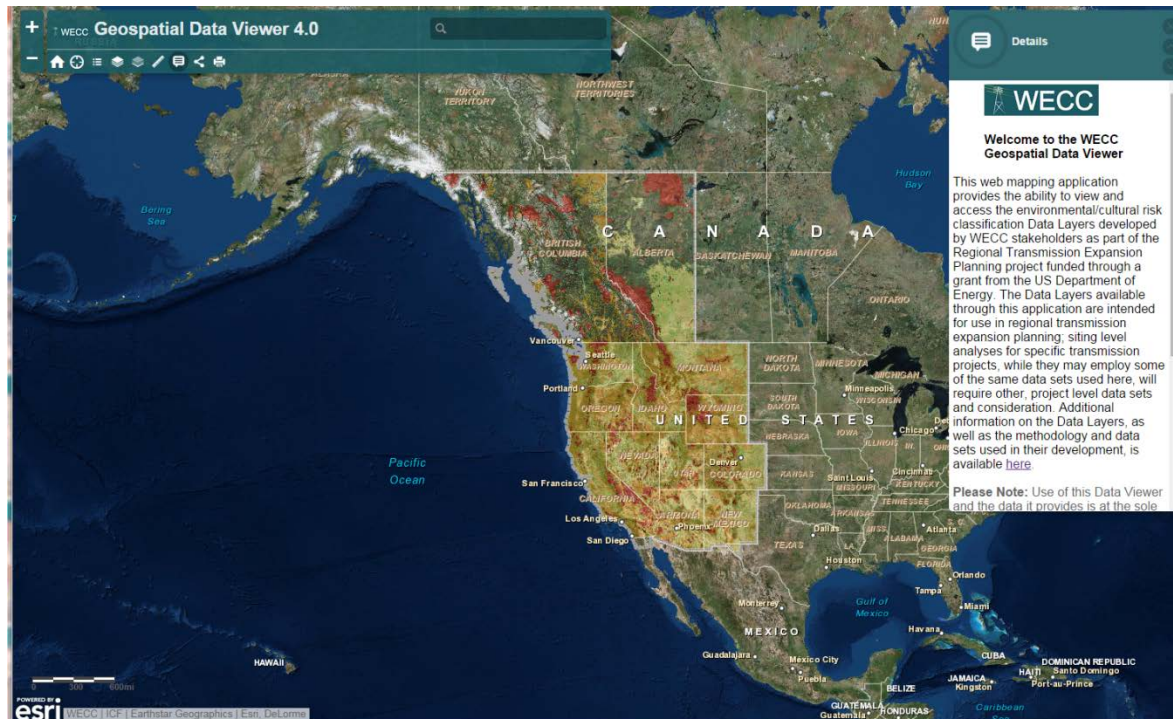 WECC Geospatial Data Viewer 4.0
Details
WECC
Welcome to the WECC
Geospatial Data Viewer
This web mapping application
provides the ability to view and
access the environmental/cultural risk
classification Data Layers developed
by WECC stakeholders as part of the
Regional Transmission Expansion
Planning project funded through a
grant from the US Department of
Energy. The Data Layers available
through this application are intended
for use in regional transmission
expansion planning; siting level
analyses for specific transmission
projects, while they may employ some
of the same data sets used here, will
require other, project level data sets
and consideration. Additional
information on the Data Layers, as
well as the methodology and data
sets used in their development, is
available here.
Please Note: Use of this Data Viewer
and the data it provides is at the sole
YUKON
TERRITORY
NORTHWEST
TERRITORIES
Hudson
Bay
Bering
Sea
CANADA
BRITISH
COLUMBIA
ALBERTA
SASKATCHEWAN
MANITOBA
ONTARIO
Vancouver
Seattle
WASHINGTON
MONTANA
NORTH
DAKOTA
MINNESOTA
MICHIGAN
Portland
Minneapolis
WISCONSIN
OREGON
IDAHO
WYOMING
SOUTH
DAKOTA
UNITED STATES
Chicago
NEBRASKA
IOWA
NEVADA
UTAH
Denver
COLORADO
KANSAS
Saint Louis
MISSOURI
Cincinnati
KENTUCKY
Pacific
Ocean
San Francisco
CALIFORNIA
Los Angeles
San Diego
ARIZONA
Phoenix
NEW
MEXICO
OKLAHOMA
ARKANSAS
TENNESSEE
Dallas
MISS.
ALABAMA
Atlanta
GEORGIA
TEXAS
LA.
Houston
FLORIDA
Orlando
Tampa
Miami
Gulf of
Mexico
Monterrey
MEXICO
Havana
CUBA
Guadalajara
Mexico City
Puebla
HAWAII
BELIZE
JAMAICA
Kingston
HAITI
DOMINICAN REPUBLIC
Santo Domingo
Port-au-Prince
GUATEMALA
Guatemala
HONDURAS
Caribbean
0 300 600mi
POWERED BY
esri
WECC | ICF | Earthstar Geographics | Esri, DeLorme